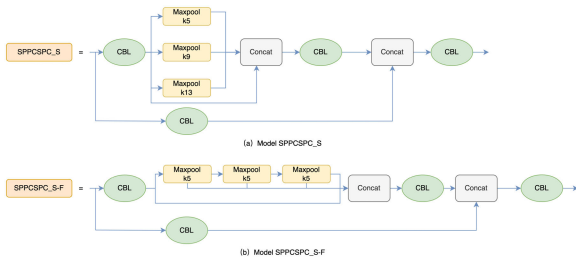 Maxpool
k5
SPPCSPC_S
=
CBL
Maxpool
k9
Concat
CBL
Concat
CBL
Maxpool
k13
CBL
(a) Model SPPCSPC_S
SPPCSPC_S-F
=
CBL
Maxpool
k5
Maxpool
k5
Maxpool
k5
Concat
CBL
Concat
CBL
CBL
(b) Model SPPCSPC_S-F